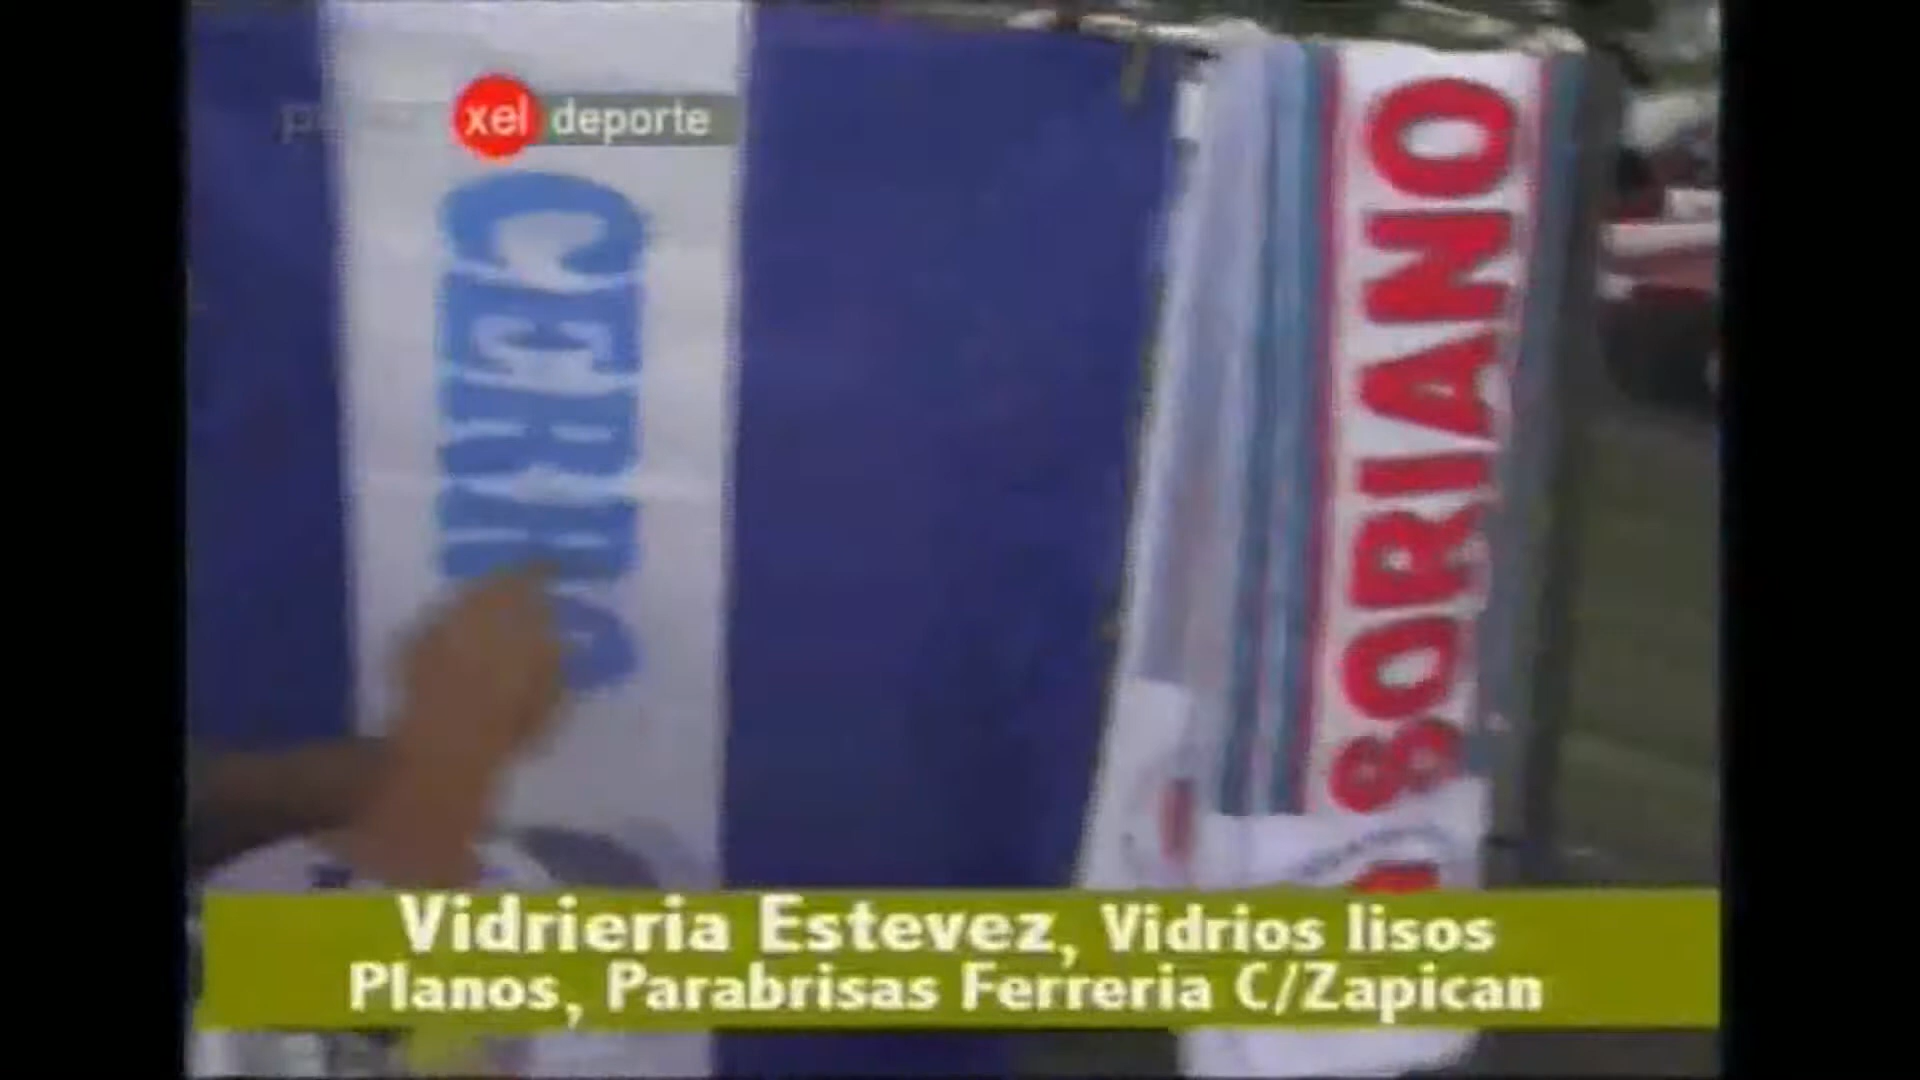 xel deporte
CERRO
SORIANO
Vidrieria Estevez, Vidrios lisos
Planos, Parabrisas Ferreria C/Zapican